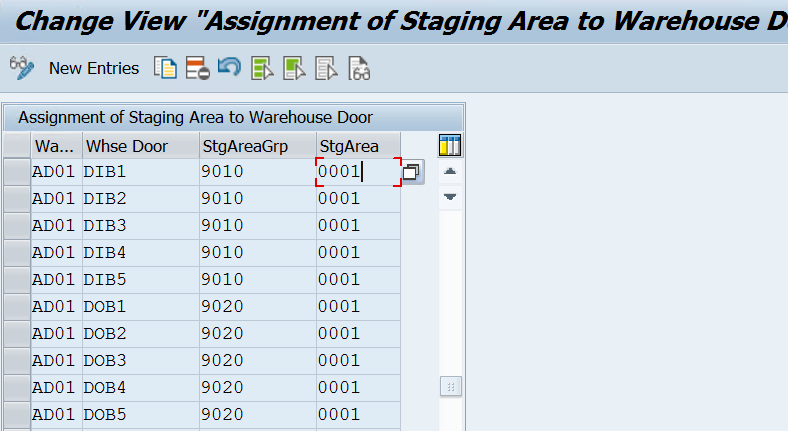 Change View "Assignment of Staging Area to Warehouse D
New Entries
Assignment of Staging Area to Warehouse Door
Wa... Whse Door StgAreaGrp StgArea
AD01 DIB1 9010 0001
AD01 DIB2 9010 0001
AD01 DIB3 9010 0001
AD01 DIB4 9010 0001
AD01 DIB5 9010 0001
AD01 DOB1 9020 0001
AD01 DOB2 9020 0001
AD01 DOB3 9020 0001
AD01 DOB4 9020 0001
AD01 DOB5 9020 0001